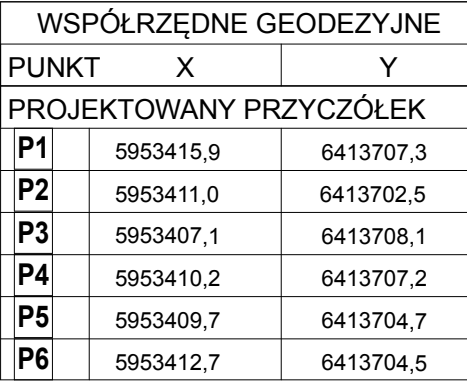 WSPÓŁRZĘDNE GEODEZYJNE
PUNKT X Y
PROJEKTOWANY PRZYCZÓŁEK
P1 5953415,9 6413707,3
P2 5953411,0 6413702,5
P3 5953407,1 6413708,1
P4 5953410,2 6413707,2
P5 5953409,7 6413704,7
P6 5953412,7 6413704,5